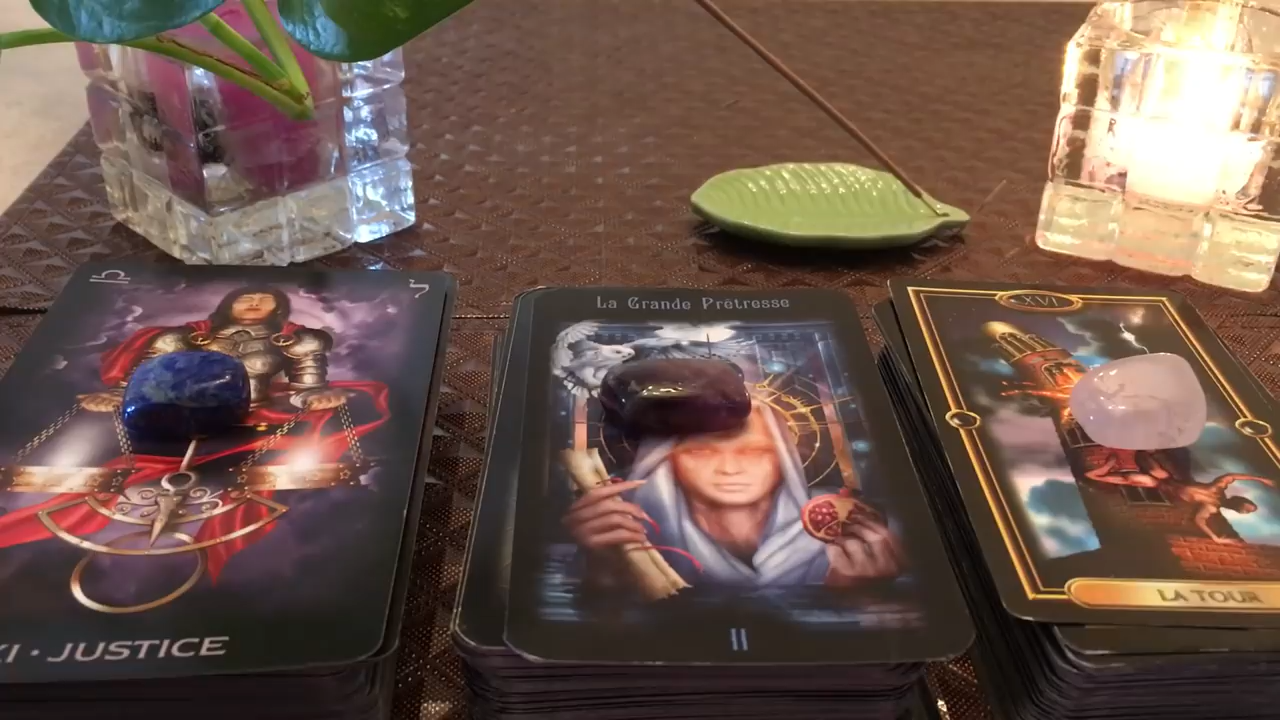 XI · JUSTICE
La Grande Prêtresse
II
XVI
LA TOUR